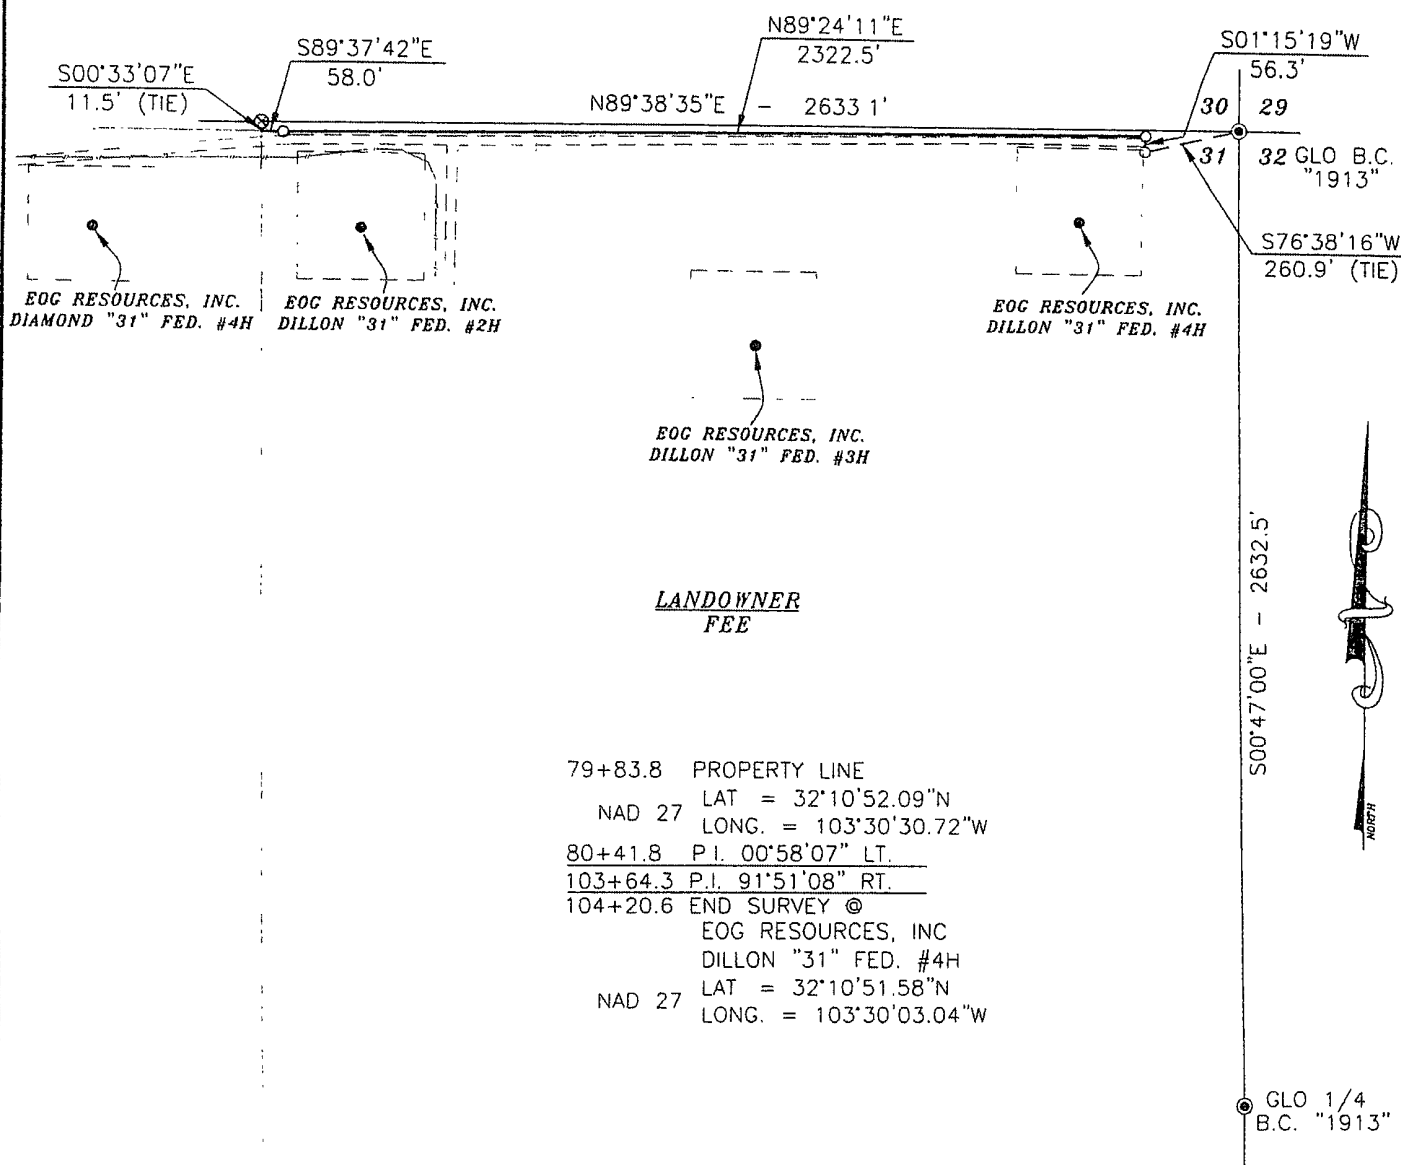 N89°24'11"E
2322.5'
S89°37'42"E
58.0'
S01°15'19"W
56.3'
S00°33'07"E
11.5' (TIE)
N89°38'35"E - 2633 1'
30 29
31 32 GLO B.C.
"1913"
S76°38'16"W
260.9' (TIE)
EOG RESOURCES, INC.
DIAMOND "31" FED. #4H
EOG RESOURCES, INC.
DILLON "31" FED. #2H
EOG RESOURCES, INC.
DILLON "31" FED. #4H
EOG RESOURCES, INC.
DILLON "31" FED. #3H
S00°47'00"E - 2632.5'
LANDOWNER
FEE
NORTH
79+83.8 PROPERTY LINE
NAD 27
LAT = 32°10'52.09"N
LONG. = 103°30'30.72"W
80+41.8 P I. 00°58'07" LT.
103+64.3 P.I. 91°51'08" RT.
104+20.6 END SURVEY @
EOG RESOURCES, INC
DILLON "31" FED. #4H
NAD 27
LAT = 32°10'51.58"N
LONG. = 103°30'03.04"W
GLO 1/4
B.C. "1913"